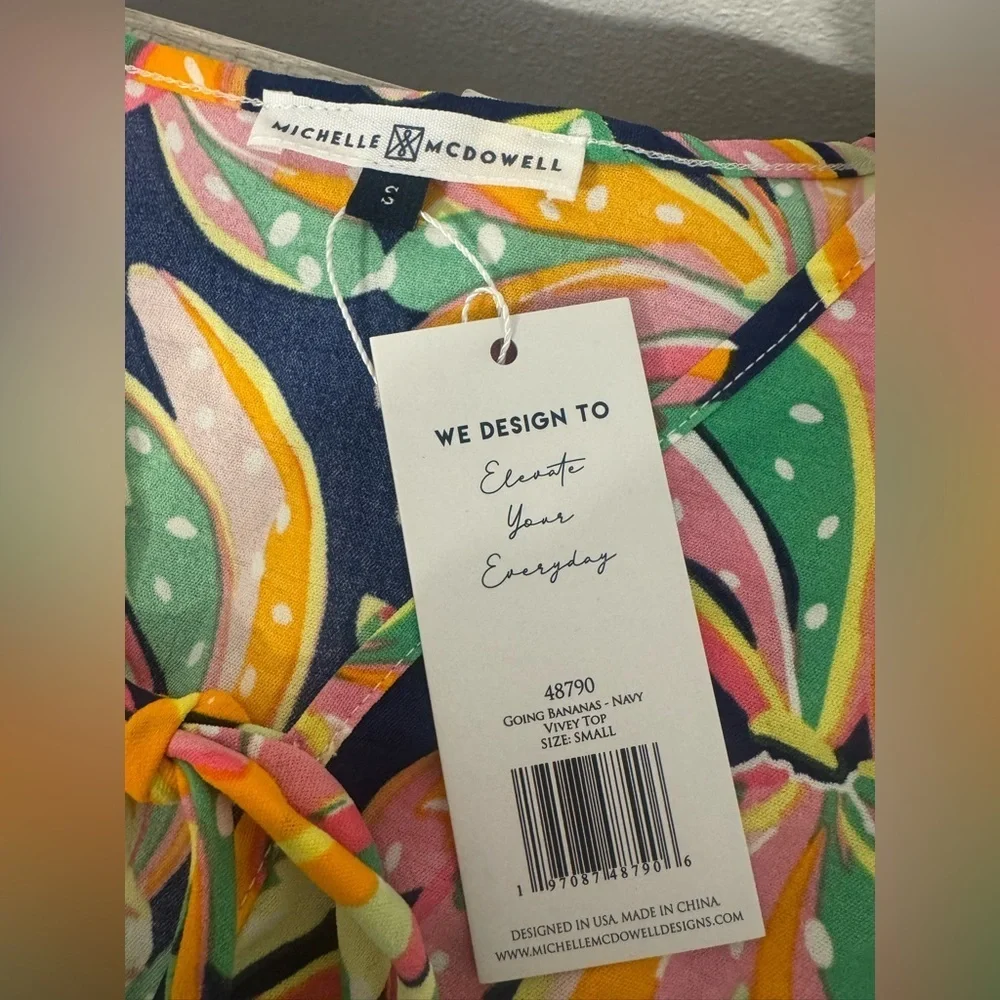 MICHELLE MCDOWELL
S
WE DESIGN TO
Elevate
Your
Everyday
48790
GOING BANANAS - NAVY
VIVEY TOP
SIZE: SMALL
1 97087 48790 6
DESIGNED IN USA. MADE IN CHINA.
WWW.MICHELLEMCDOWELLDESIGNS.COM